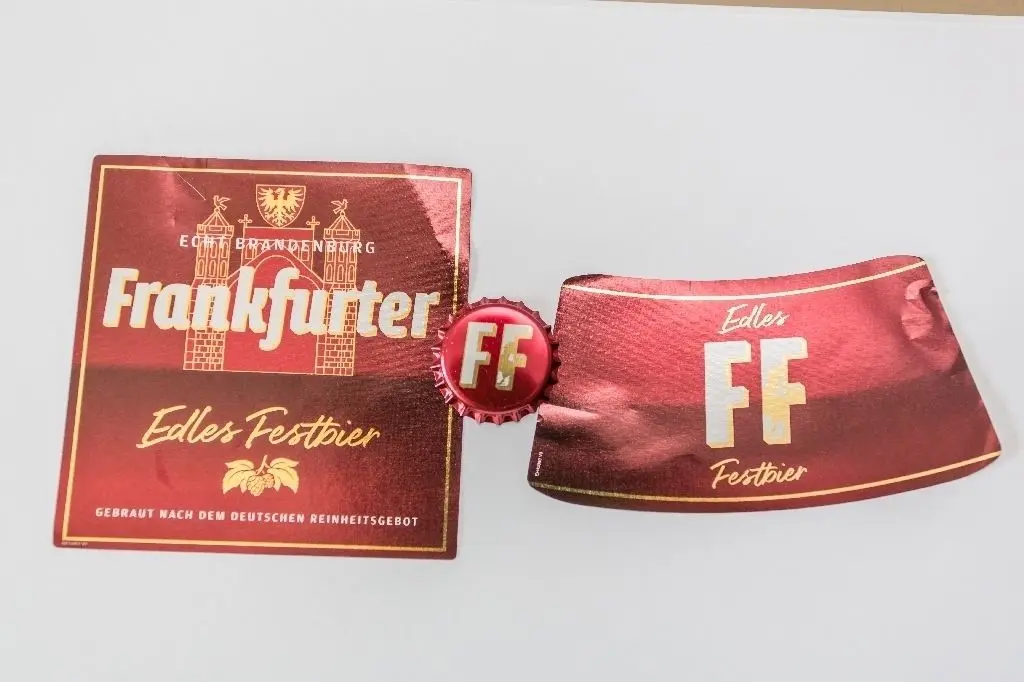 ECHT BRANDENBURG
Frankfurter
Edles Festbier
GEBRAUT NACH DEM DEUTSCHEN REINHEITSGEBOT
FF
Edles
FF
Festbier